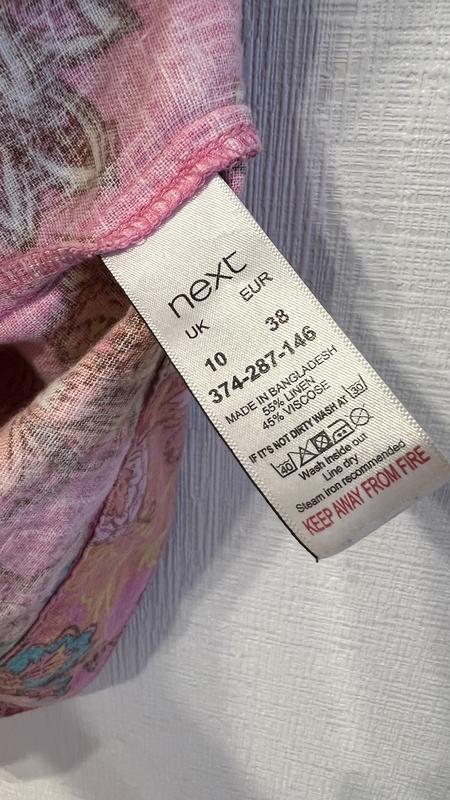 next
UK EUR
10 38
374-287-146
MADE IN BANGLADESH
55% LINEN
45% VISCOSE
IF IT'S NOT DIRTY WASH AT 30
40
Wash inside out
Line dry
Steam iron recommended
KEEP AWAY FROM FIRE